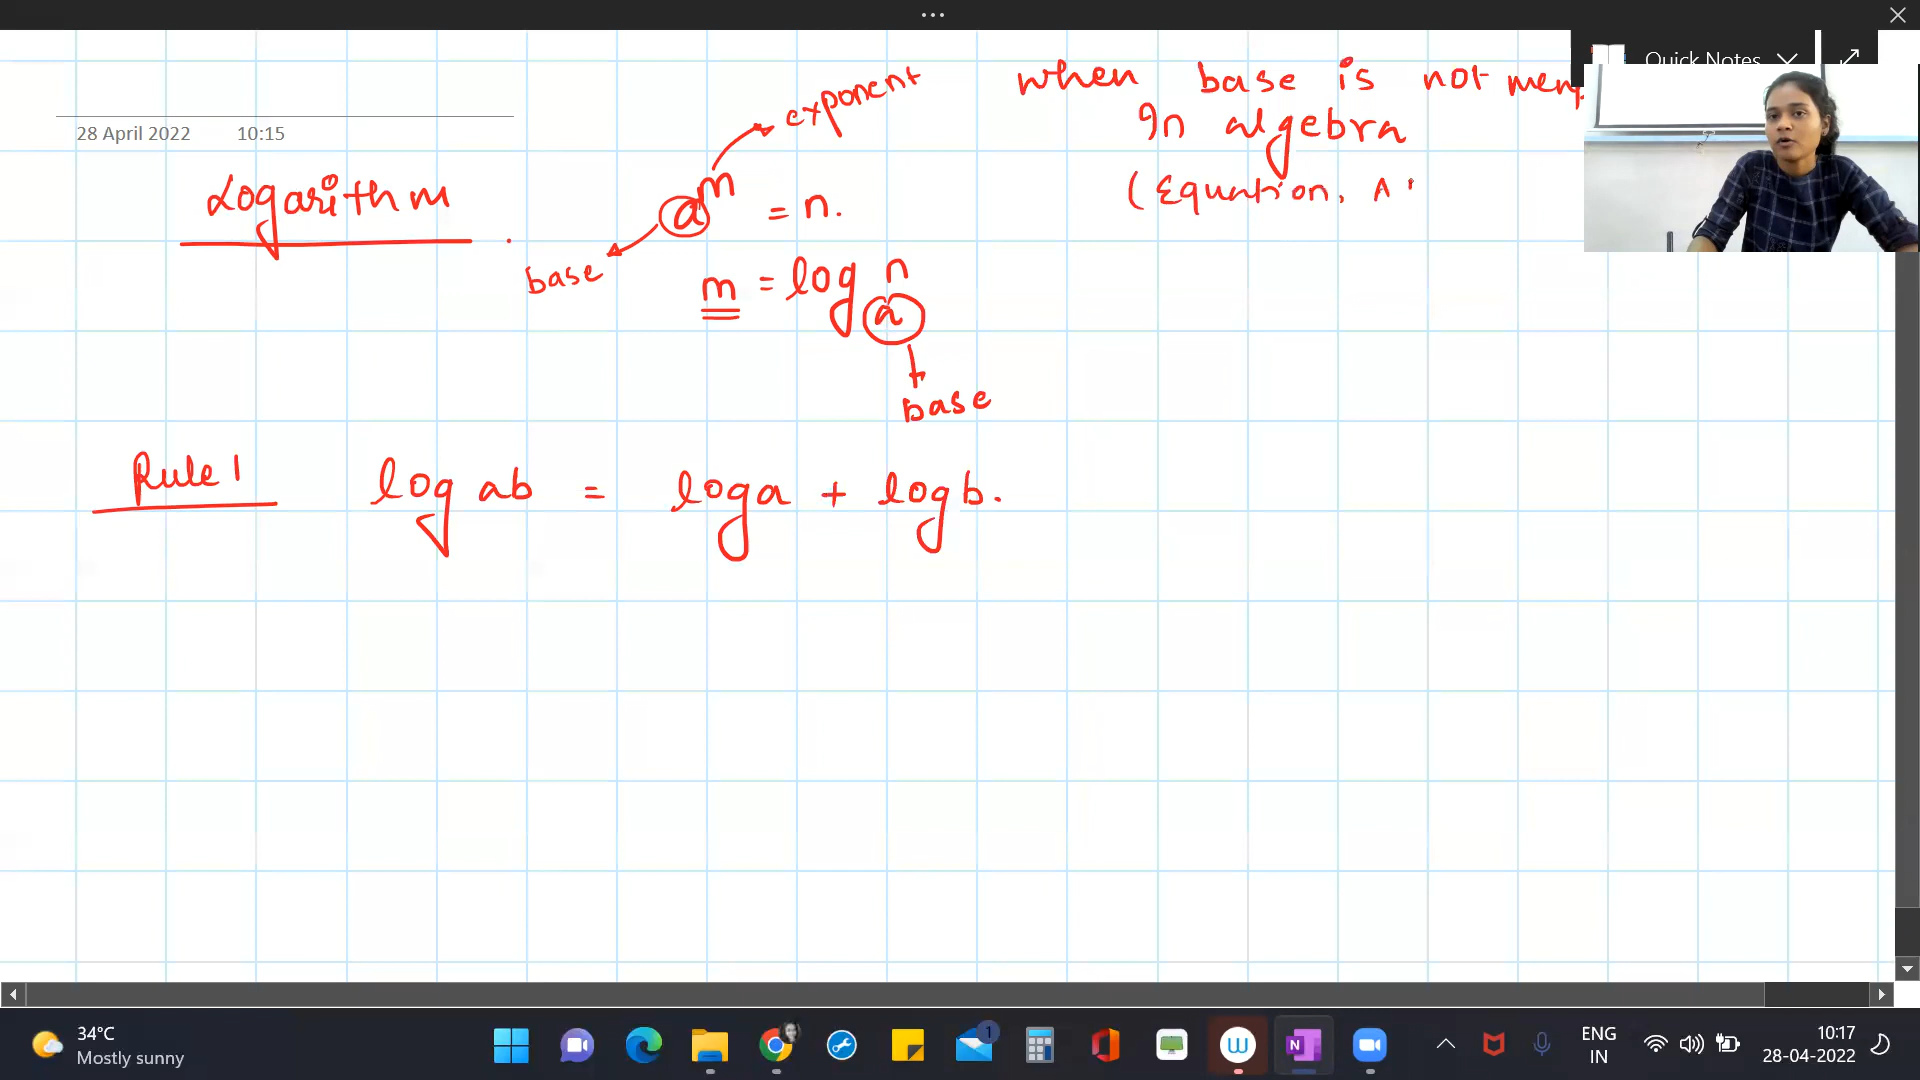 Quick Notes
28 April 2022 10:15
Logarithm
a^m = n.
exponent
base
m = log_a n
base
when base is not
In algebra
(Equation, A
Rule 1 log ab = log a + log b.
34°C
Mostly sunny
1
ENG
IN
10:17
28-04-2022